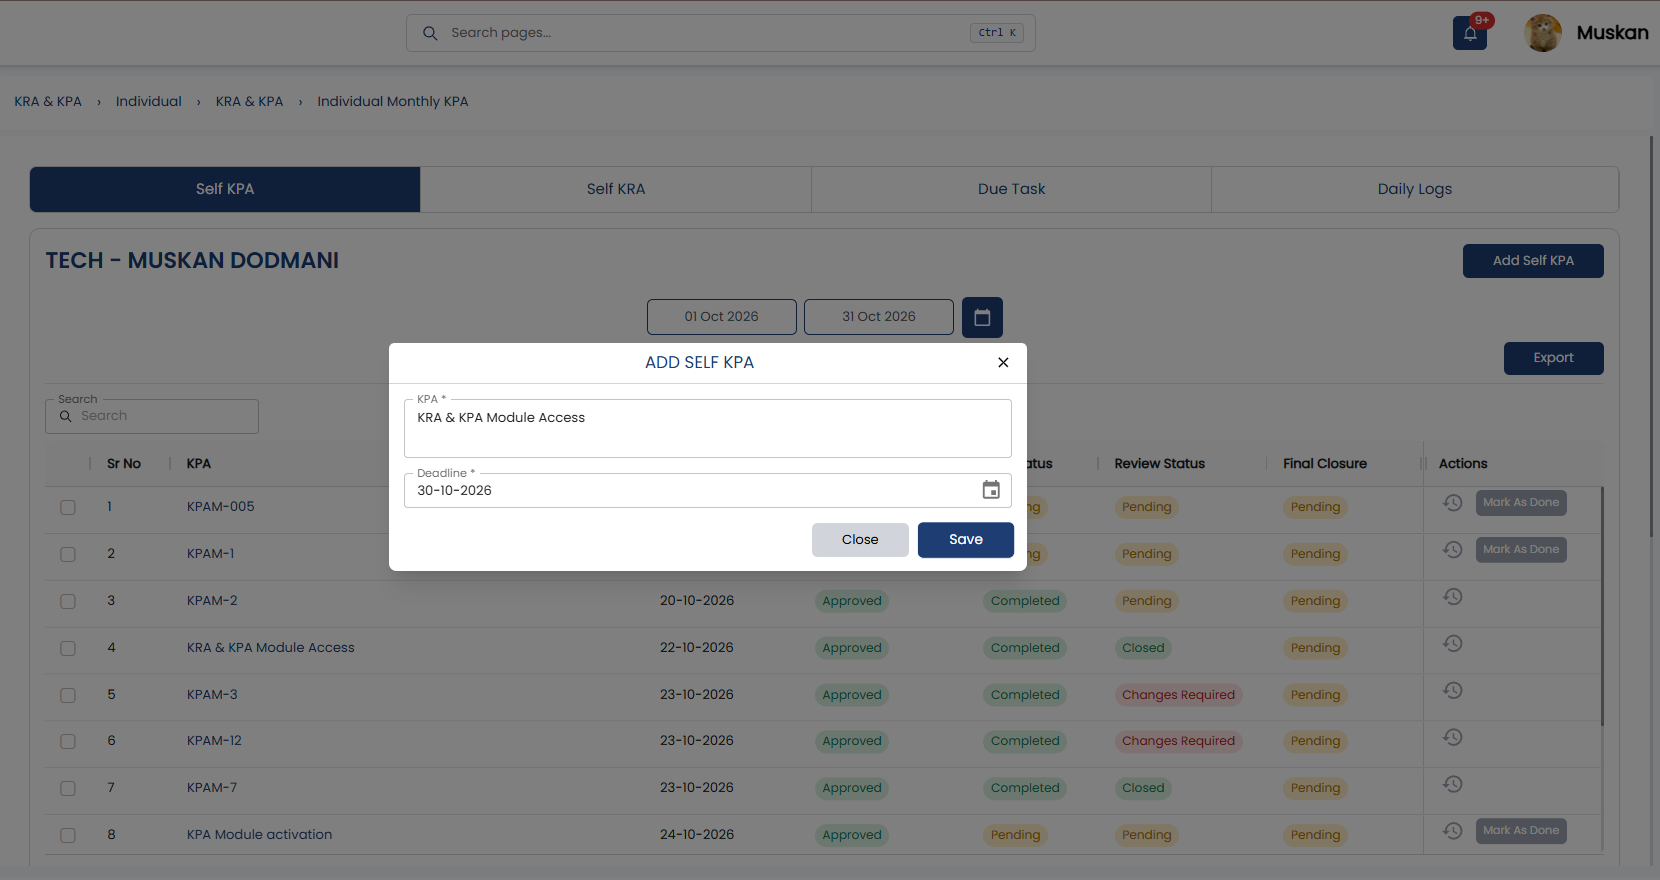 Search pages...
Ctrl K
9+
Muskan
KRA & KPA › Individual › KRA & KPA › Individual Monthly KPA
Self KPA
Self KRA
Due Task
Daily Logs
TECH - MUSKAN DODMANI
Add Self KPA
01 Oct 2026
31 Oct 2026
Export
ADD SELF KPA
KPA *
KRA & KPA Module Access
Deadline *
30-10-2026
Close
Save
Search
Search
Sr No KPA atus Review Status Final Closure Actions
1 KPAM-005 ng Pending Pending Mark As Done
2 KPAM-1 ng Pending Pending Mark As Done
3 KPAM-2 20-10-2026 Approved Completed Pending Pending
4 KRA & KPA Module Access 22-10-2026 Approved Completed Closed Pending
5 KPAM-3 23-10-2026 Approved Completed Changes Required Pending
6 KPAM-12 23-10-2026 Approved Completed Changes Required Pending
7 KPAM-7 23-10-2026 Approved Completed Closed Pending
8 KPA Module activation 24-10-2026 Approved Pending Pending Pending Mark As Done